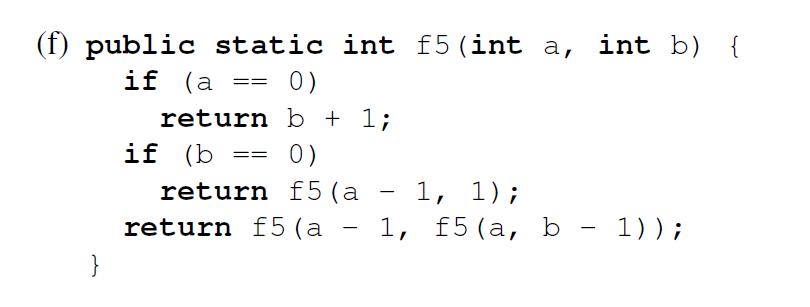 (f) public static int f5(int a, int b) {
if (a == 0)
return b + 1;
if (b == 0)
return f5(a - 1, 1);
return f5(a - 1, f5(a, b - 1));
}